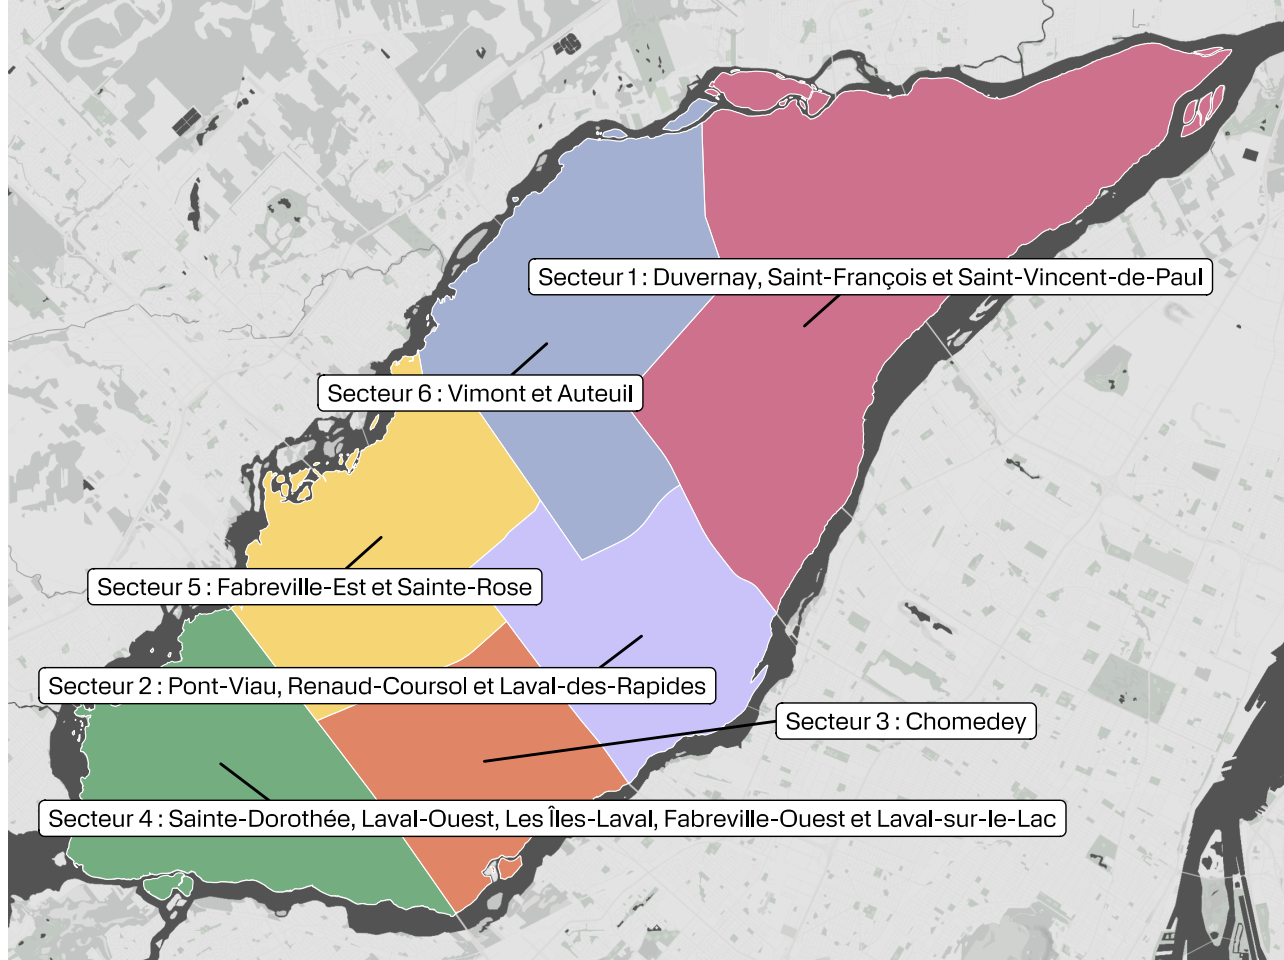 Secteur 1 : Duvernay, Saint-François et Saint-Vincent-de-Paul
Secteur 6 : Vimont et Auteuil
Secteur 5 : Fabreville-Est et Sainte-Rose
Secteur 2 : Pont-Viau, Renaud-Coursol et Laval-des-Rapides
Secteur 3 : Chomedey
Secteur 4 : Sainte-Dorothée, Laval-Ouest, Les Îles-Laval, Fabreville-Ouest et Laval-sur-le-Lac